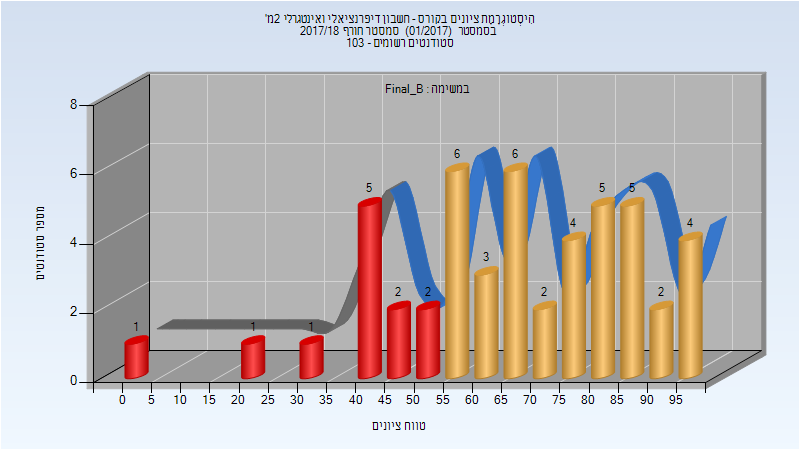 הִיסְטוֹגְרָמַת ציונים בקורס - חשבון דיפרנציאלי ואינטגרלי 2מ'
בסמסטר (01/2017) סמסטר חורף 2017/18
סטודנטים רשומים - 103
במשימה : Final_B
מספר סטודנטים
8
6
4
2
0
1
1
1
5
2
2
6
3
6
2
4
5
5
2
4
0 5 10 15 20 25 30 35 40 45 50 55 60 65 70 75 80 85 90 95
טווח ציונים